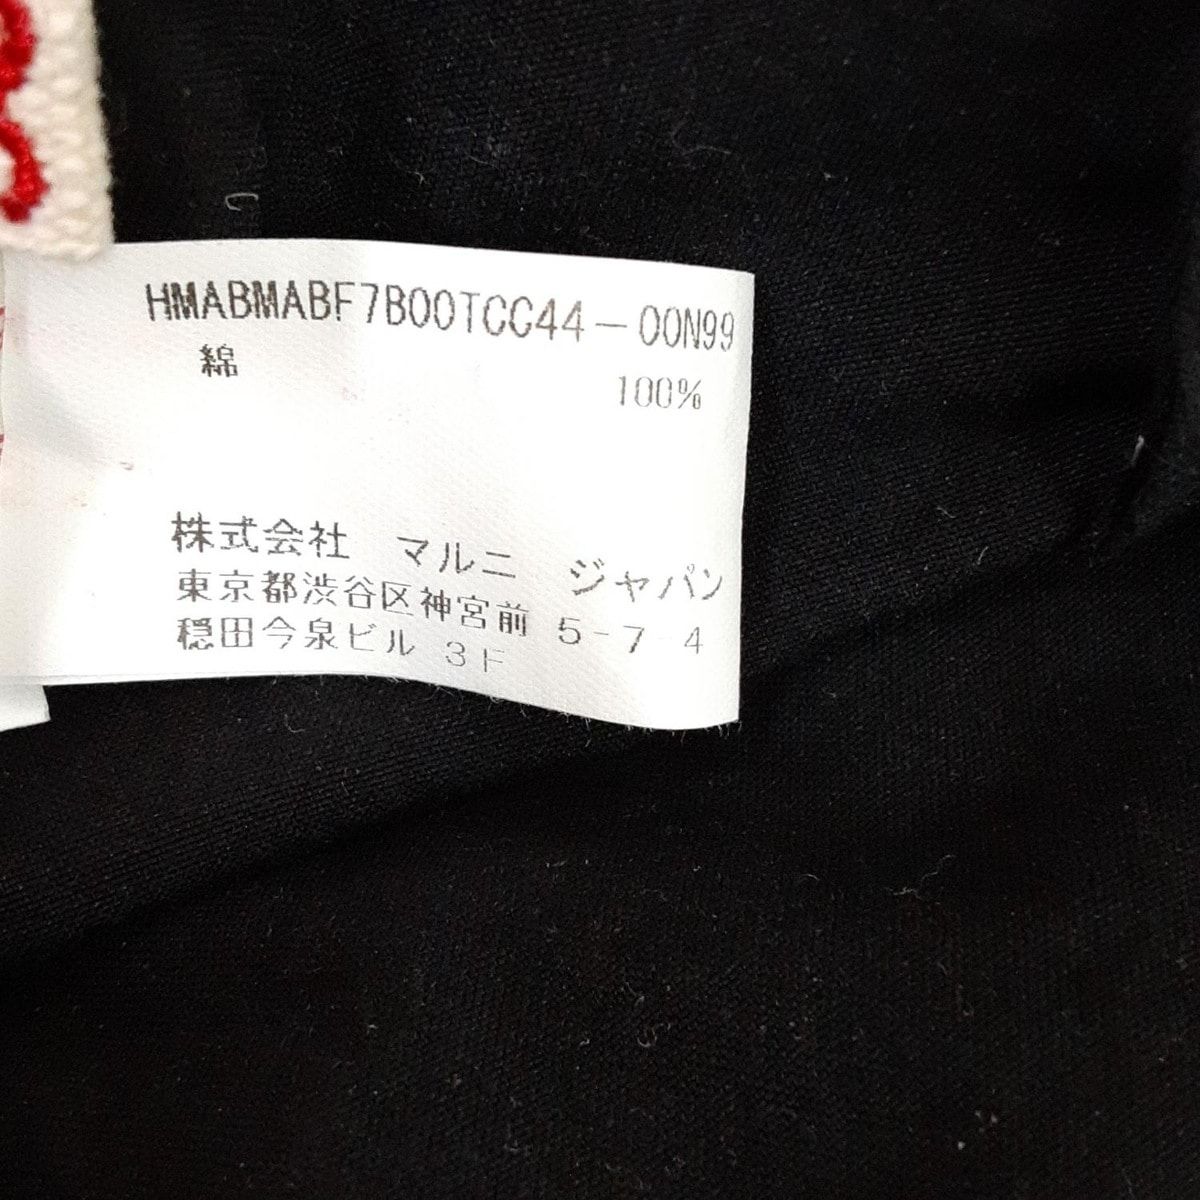 HMABMABF7B00TCC44-00N99
綿 100%
株式会社 マルニ ジャパン
東京都渋谷区神宮前 5-7-4
穏田今泉ビル 3F